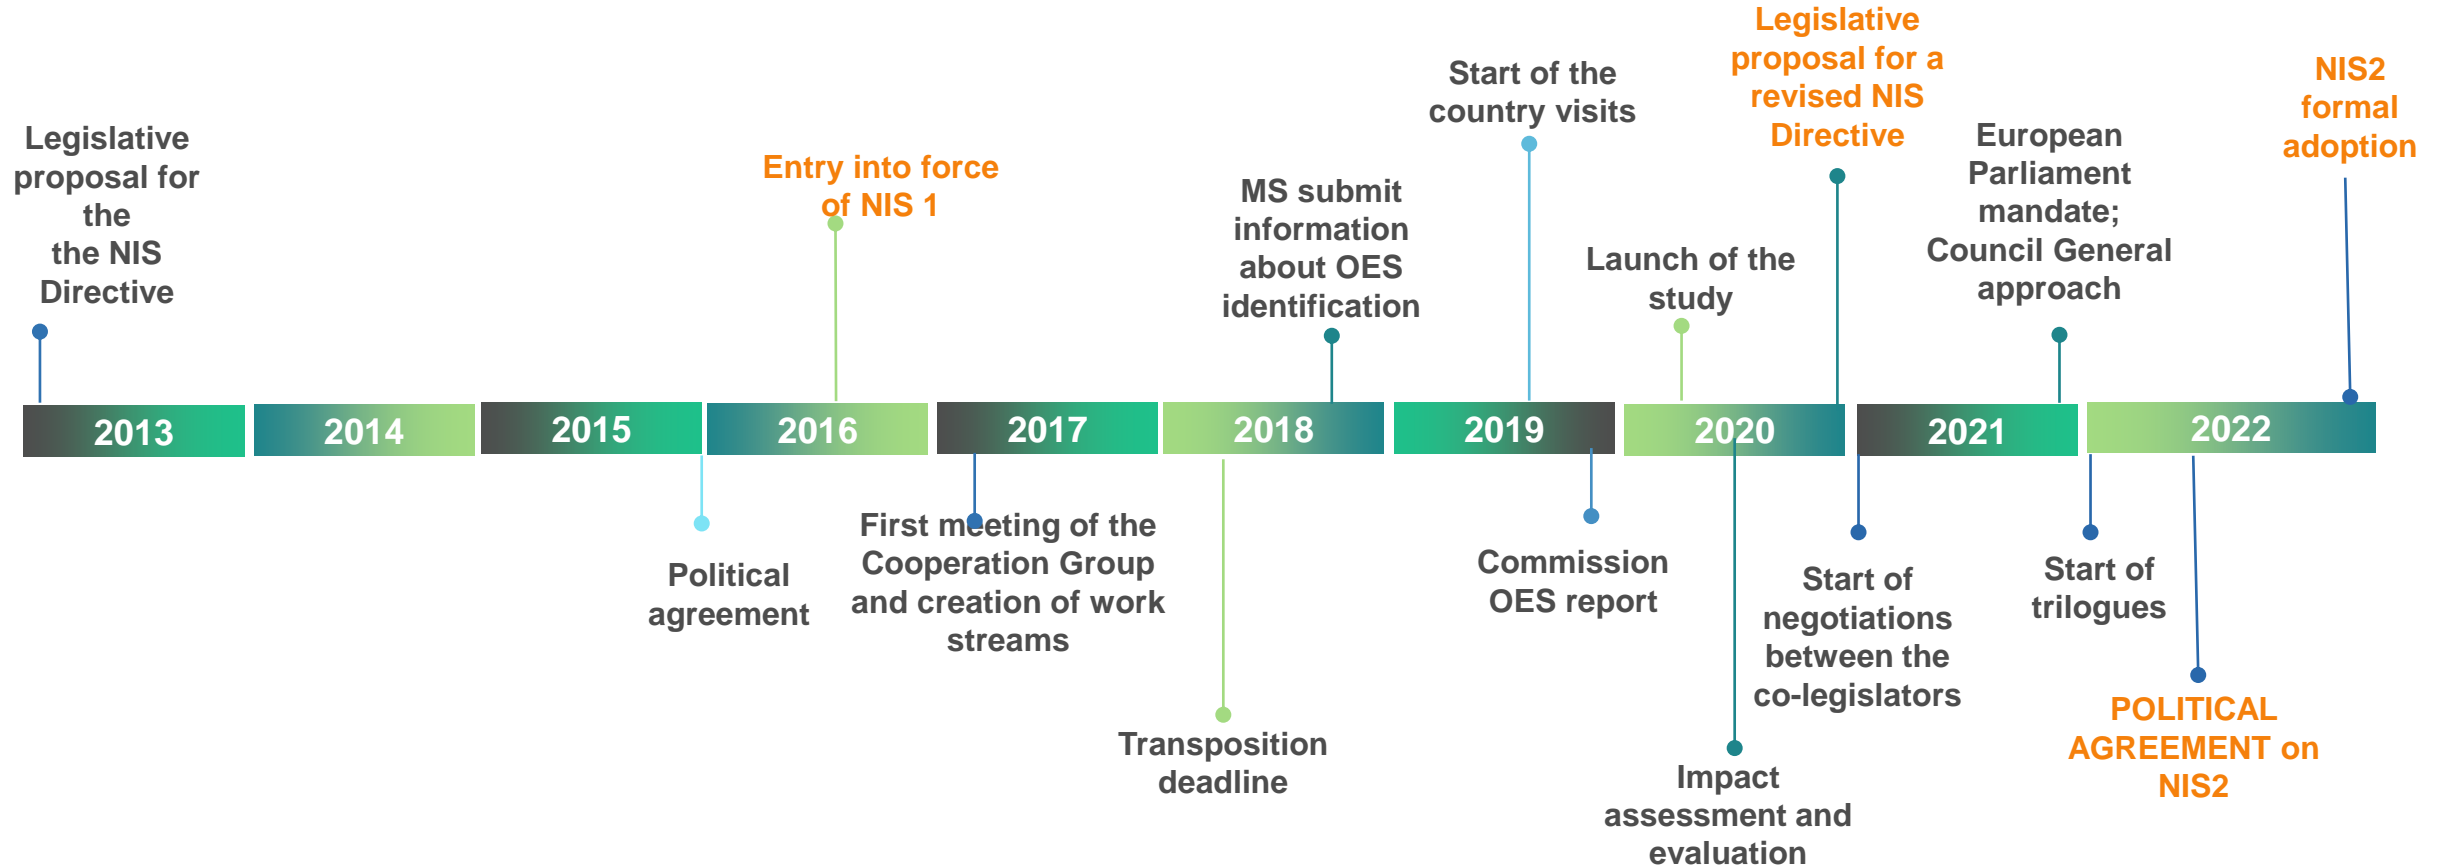 Legislative
proposal for
the
the NIS
Directive
Entry into force
of NIS 1
MS submit
information
about OES
identification
Start of the
country visits
Launch of the
study
Legislative
proposal for a
revised NIS
Directive
European
Parliament
mandate;
Council General
approach
NIS2
formal
adoption
2013
2014
2015
2016
2017
2018
2019
2020
2021
2022
Political
agreement
First meeting of the
Cooperation Group
and creation of work
streams
Transposition
deadline
Commission
OES report
Impact
assessment and
evaluation
Start of
negotiations
between the
co-legislators
Start of
trilogues
POLITICAL
AGREEMENT on
NIS2